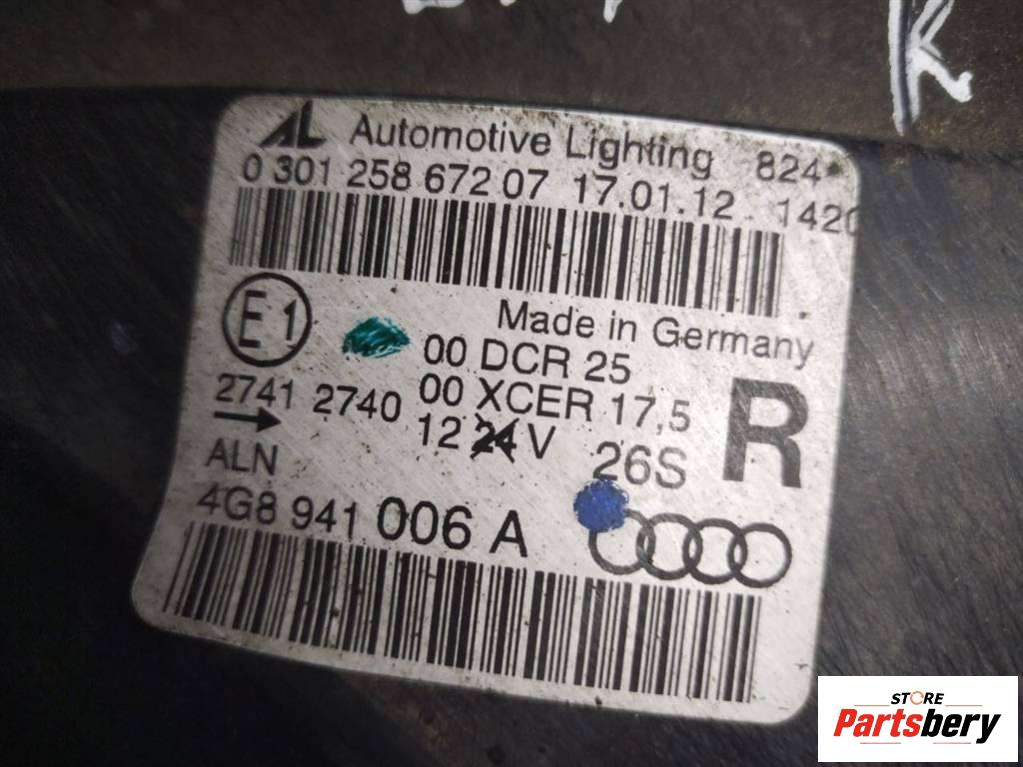 K
AL Automotive Lighting 824*
0 301 258 672 07 17.01.12 1420
E1
Made in Germany
00 DCR 25
2741 2740 00 XCER 17,5 R
12 24 V 26S
ALN
4G8 941 006 A
STORE
Partsbery